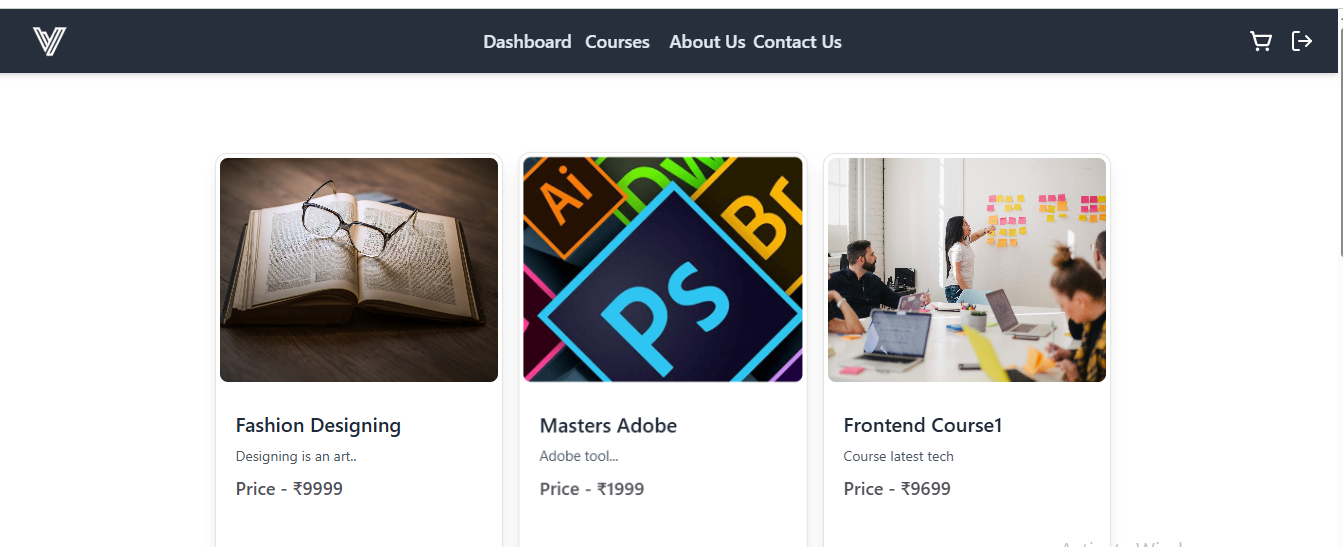 Dashboard Courses About Us Contact Us
Ai
Dw
Br
Ps
Fashion Designing
Designing is an art..
Price - ₹9999
Masters Adobe
Adobe tool...
Price - ₹1999
Frontend Course1
Course latest tech
Price - ₹9699